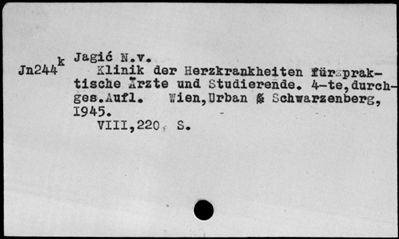 Jagić N.v.
Jn244k
Klinik der Herzkrankheiten für prak-
tische Ärzte und Studierende. 4-te,durch-
ges.Aufl. Wien,Urban & Schwarzenberg,
1945.
VIII,220 S.